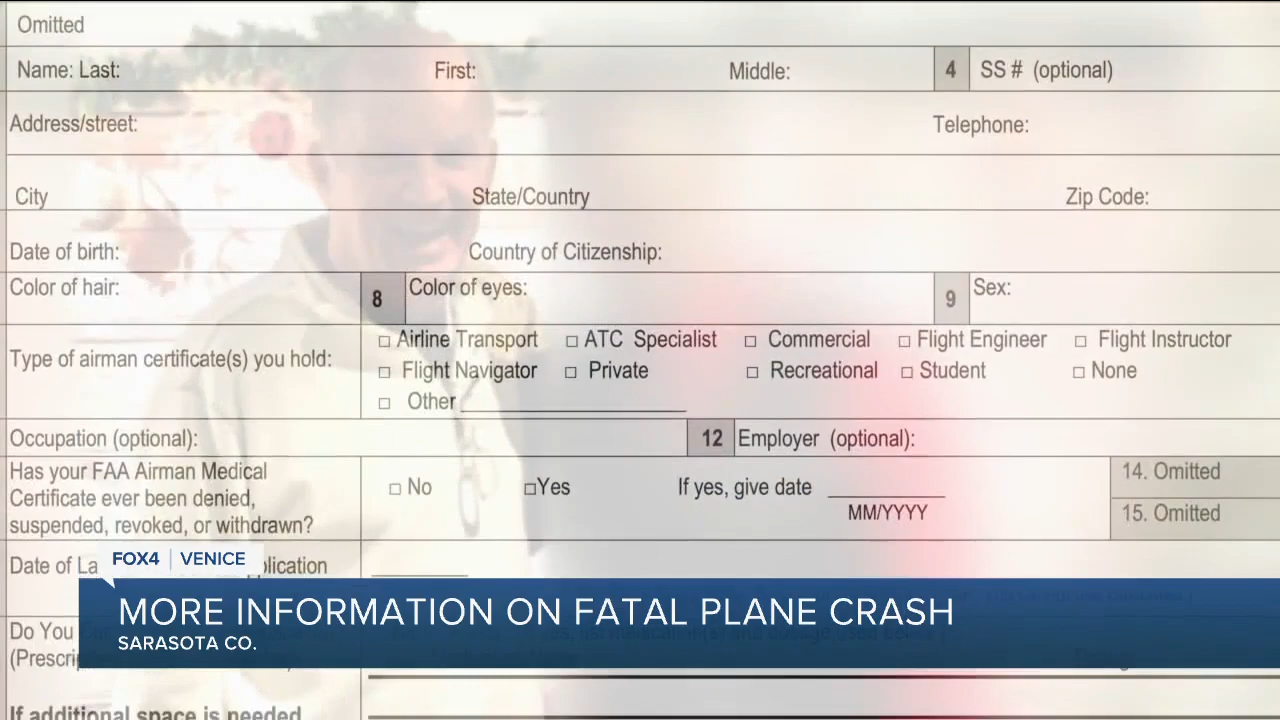 Omitted
Name: Last: First: Middle: 4 SS # (optional)
Address/street: Telephone:
City State/Country Zip Code:
Date of birth: Country of Citizenship:
Color of hair: 8 Color of eyes: 9 Sex:
Type of airman certificate(s) you hold:
□ Airline Transport □ ATC Specialist □ Commercial □ Flight Engineer □ Flight Instructor
□ Flight Navigator □ Private □ Recreational □ Student □ None
□ Other
Occupation (optional): 12 Employer (optional):
Has your FAA Airman Medical
Certificate ever been denied,
suspended, revoked, or withdrawn?
□ No □Yes If yes, give date
MM/YYYY
14. Omitted
15. Omitted
Date of La plication
FOX4 | VENICE
MORE INFORMATION ON FATAL PLANE CRASH
SARASOTA CO.
Do You
(Prescrip
If additional space is needed